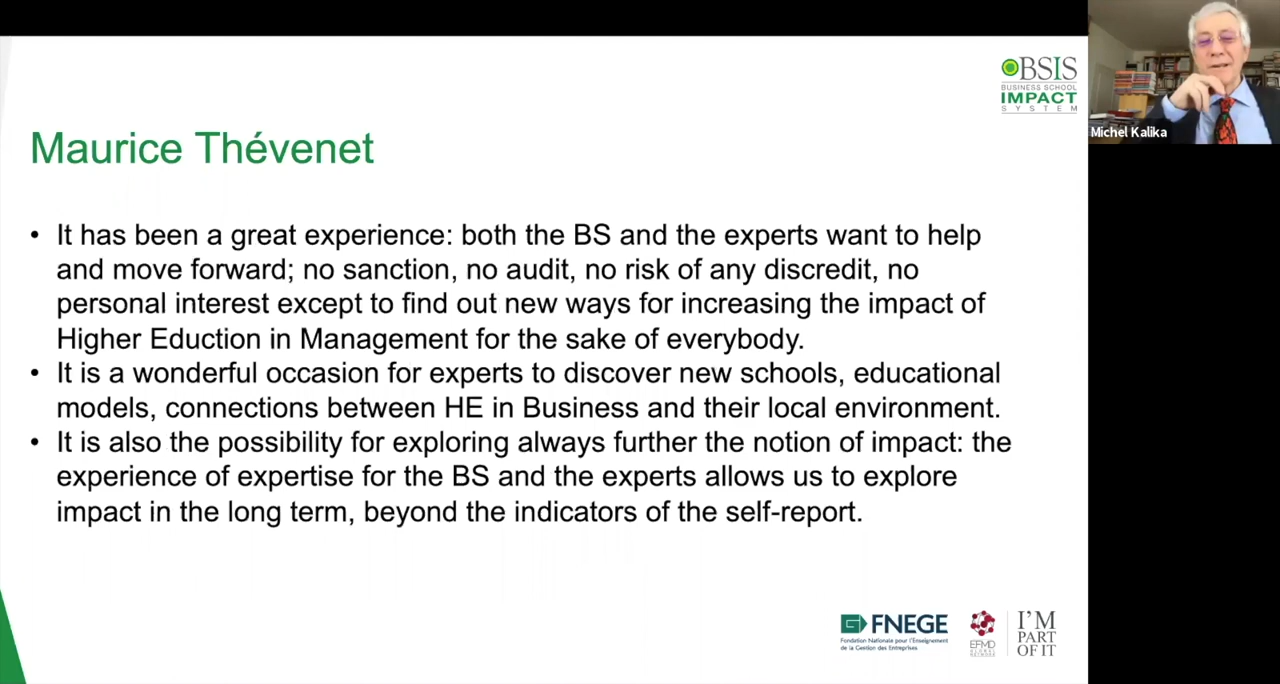 BSIS
BUSINESS SCHOOL
IMPACT
SYSTEM
Michel Kalika
Maurice Thévenet
• It has been a great experience: both the BS and the experts want to help
and move forward; no sanction, no audit, no risk of any discredit, no
personal interest except to find out new ways for increasing the impact of
Higher Eduction in Management for the sake of everybody.
• It is a wonderful occasion for experts to discover new schools, educational
models, connections between HE in Business and their local environment.
• It is also the possibility for exploring always further the notion of impact: the
experience of expertise for the BS and the experts allows us to explore
impact in the long term, beyond the indicators of the self-report.
FNEGE
Fondation Nationale pour l'Enseignement
de la Gestion des Entreprises
EFMD
GLOBAL
NETWORK
I'M
PART
OF IT